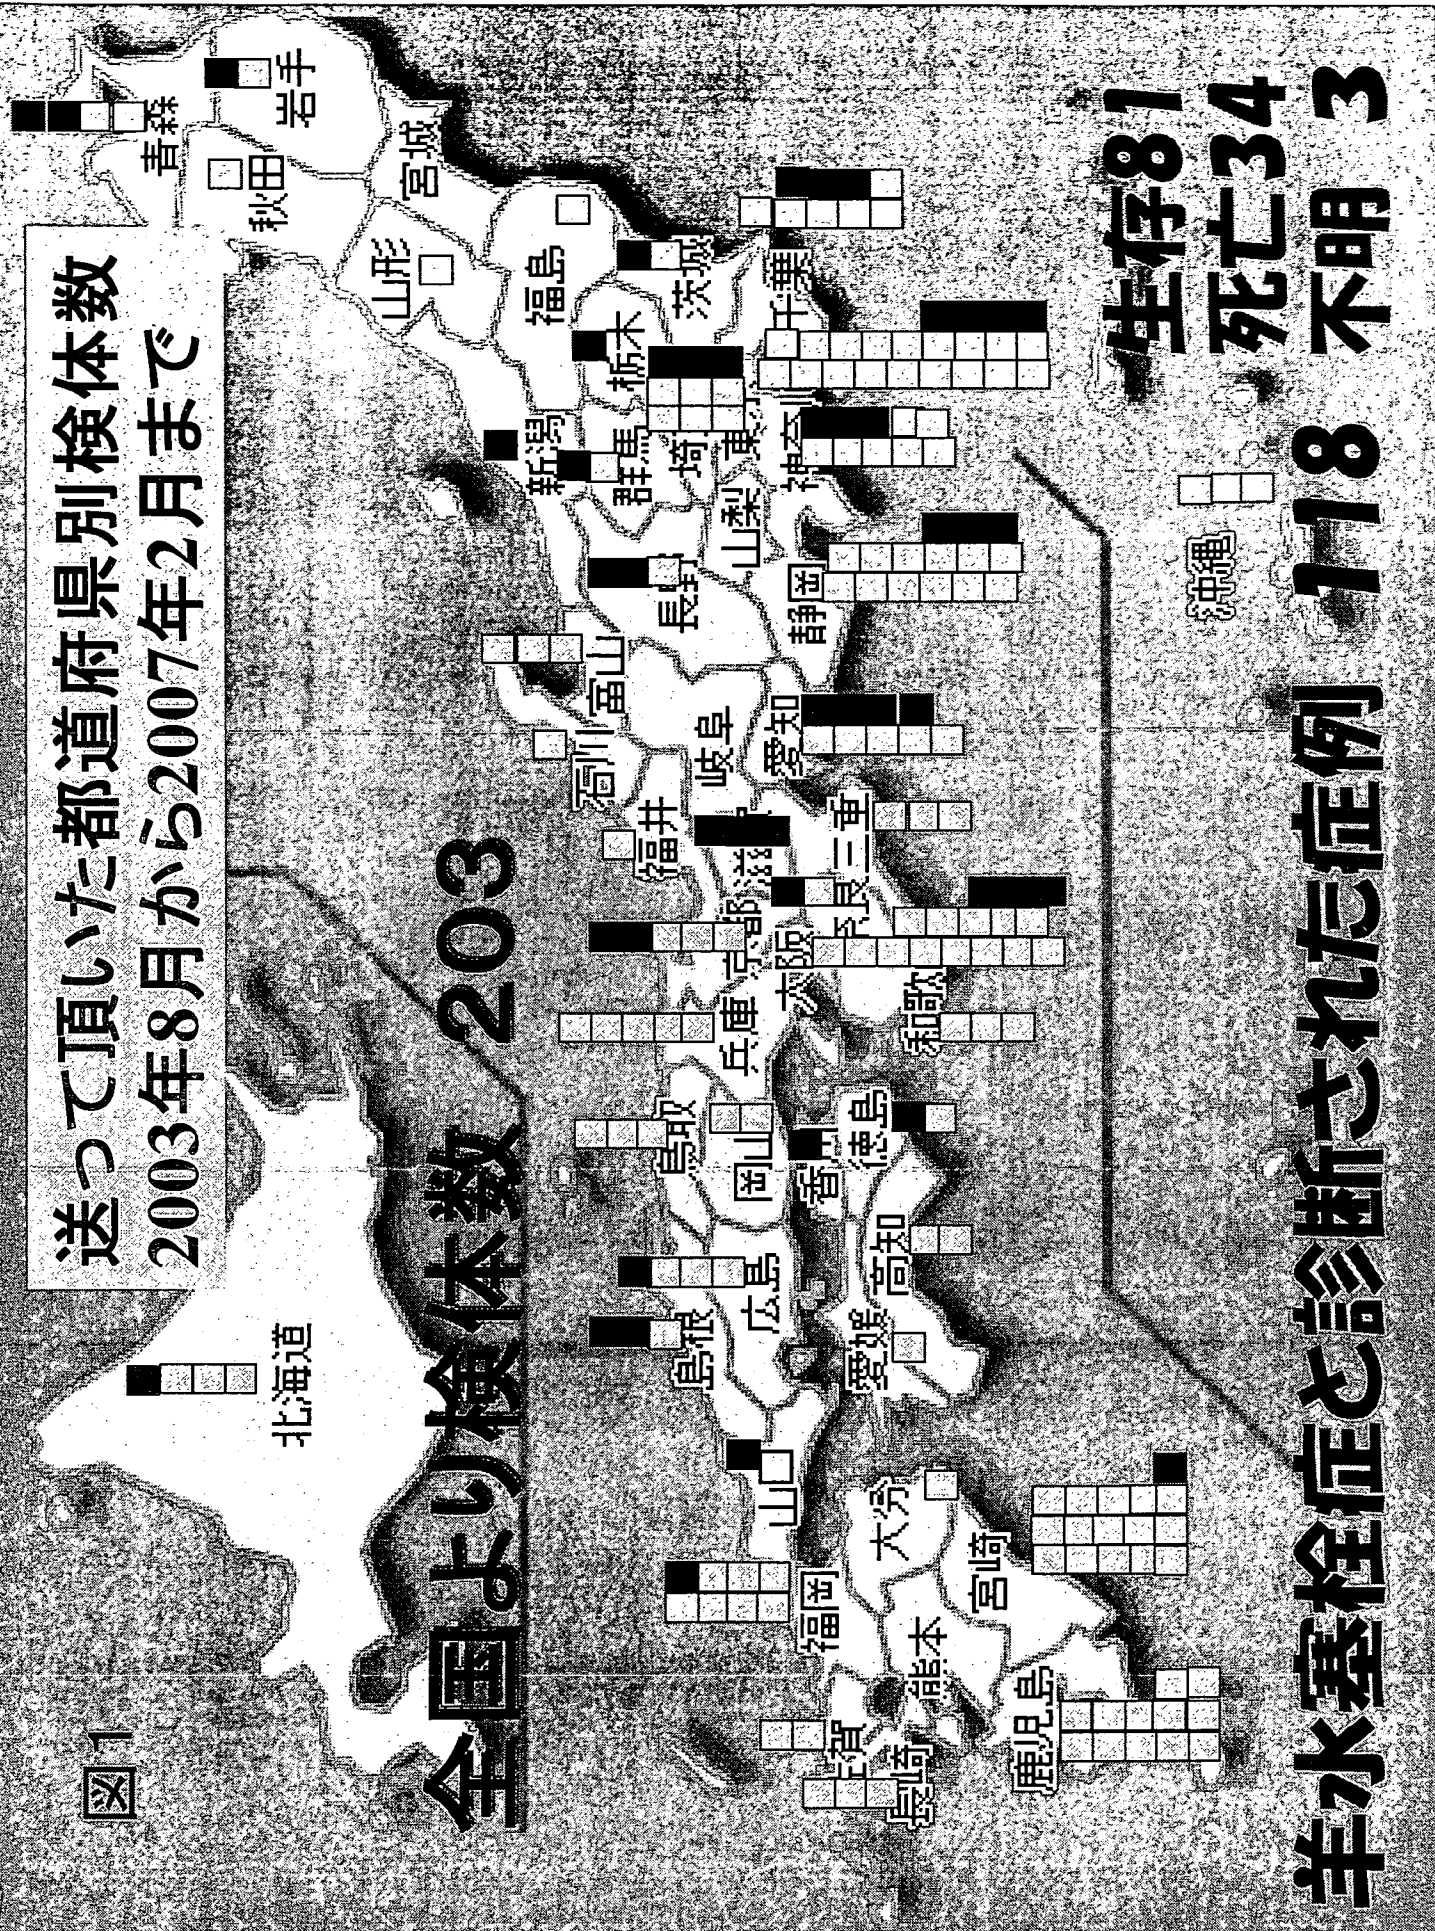 図1
送って頂いた都道府県別検体数
2003年8月から2007年2月まで
全国より検体数 203
北海道
青森
岩手
秋田
宮城
山形
福島
新潟
栃木
茨城
群馬
埼
千葉
東
神奈川
山梨
長野
静岡
富山
石川
岐阜
愛知
福井
滋
三重
京都
奈良
大阪
兵庫
和歌
鳥取
岡山
香川
徳島
島根
広島
高知
愛媛
山口
福岡
大分
宮崎
熊本
賀
長崎
鹿児島
沖縄
羊水塞栓症と診断された症例 118
生存81
死亡34
不明 3